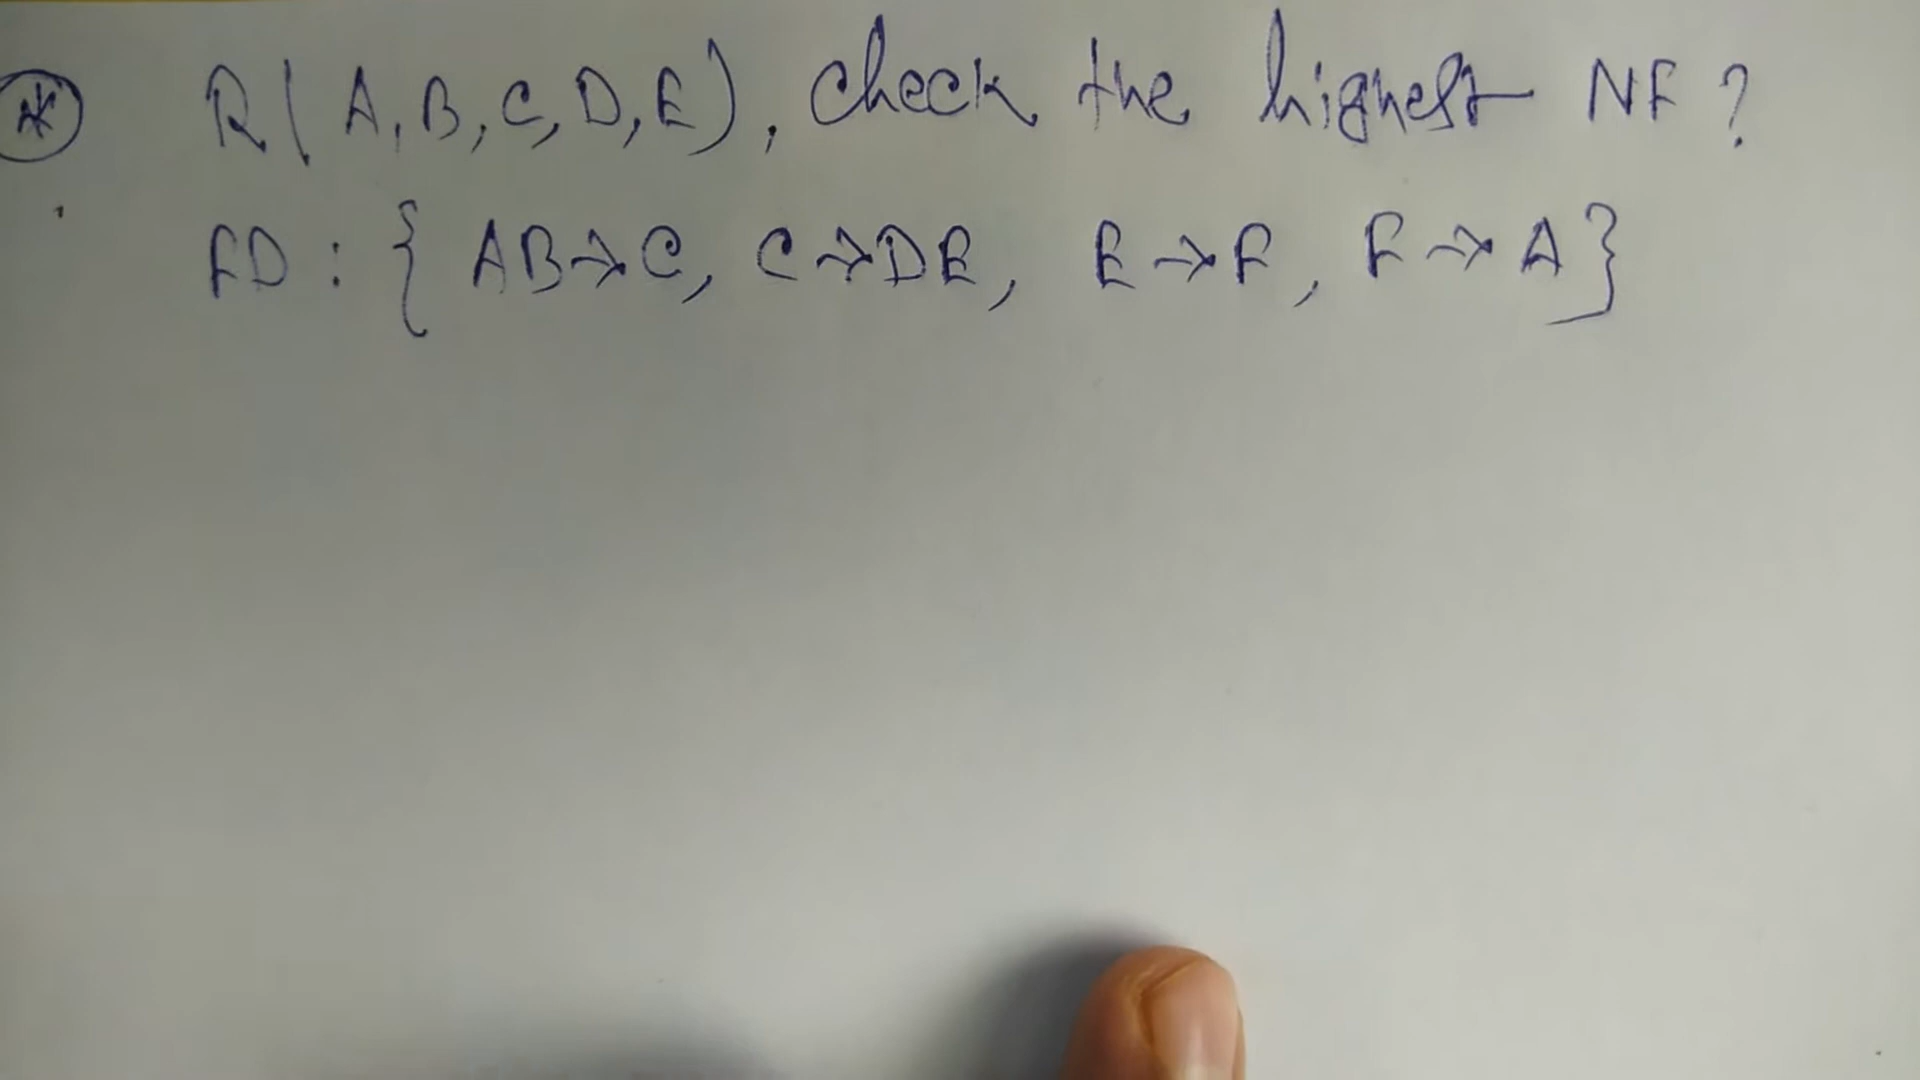 * R(A,B,C,D,E), check the highest NF?
FD: { AB→C, C→DE, E→F, F→A}